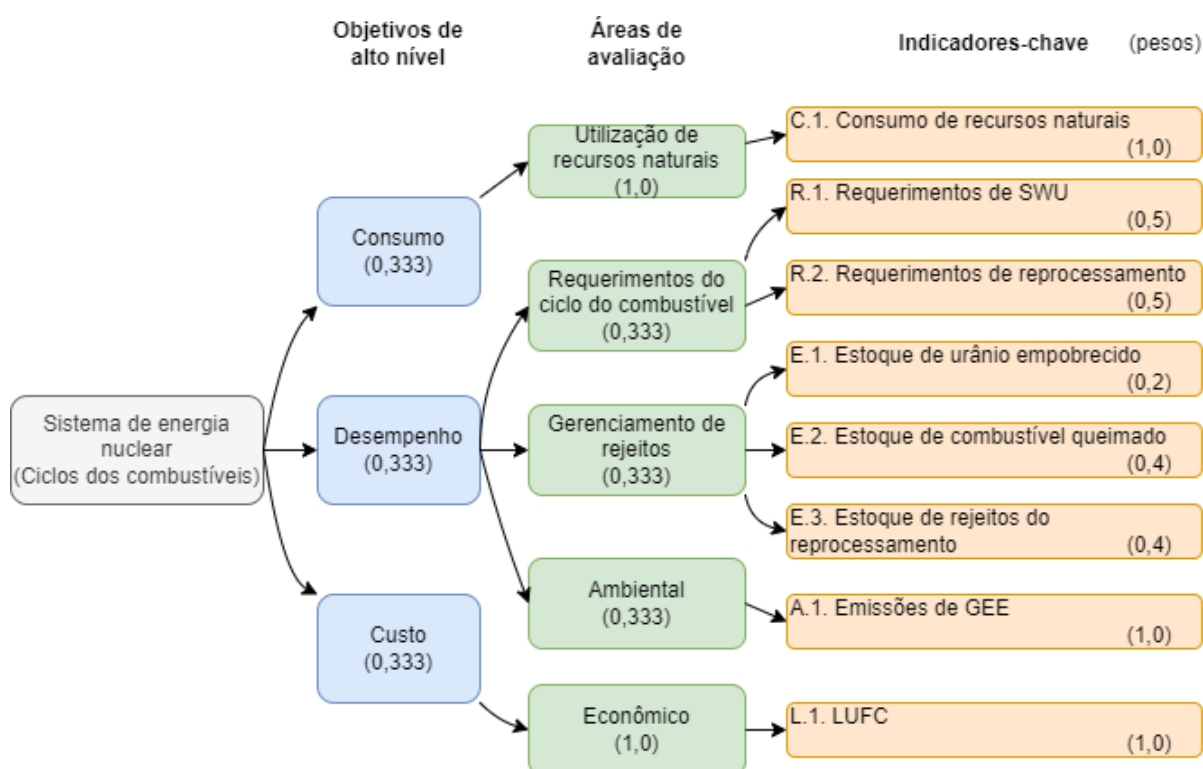 Objetivos de
alto nível
Áreas de
avaliação
Indicadores-chave
(pesos)
Sistema de energia
nuclear
(Ciclos dos combustíveis)
Consumo
(0,333)
Desempenho
(0,333)
Custo
(0,333)
Utilização de
recursos naturais
(1,0)
Requerimentos do
ciclo do combustível
(0,333)
Gerenciamento de
rejeitos
(0,333)
Ambiental
(0,333)
Econômico
(1,0)
C.1. Consumo de recursos naturais
(1,0)
R.1. Requerimentos de SWU
(0,5)
R.2. Requerimentos de reprocessamento
(0,5)
E.1. Estoque de urânio empobrecido
(0,2)
E.2. Estoque de combustível queimado
(0,4)
E.3. Estoque de rejeitos do
reprocessamento (0,4)
A.1. Emissões de GEE
(1,0)
L.1. LUFC
(1,0)